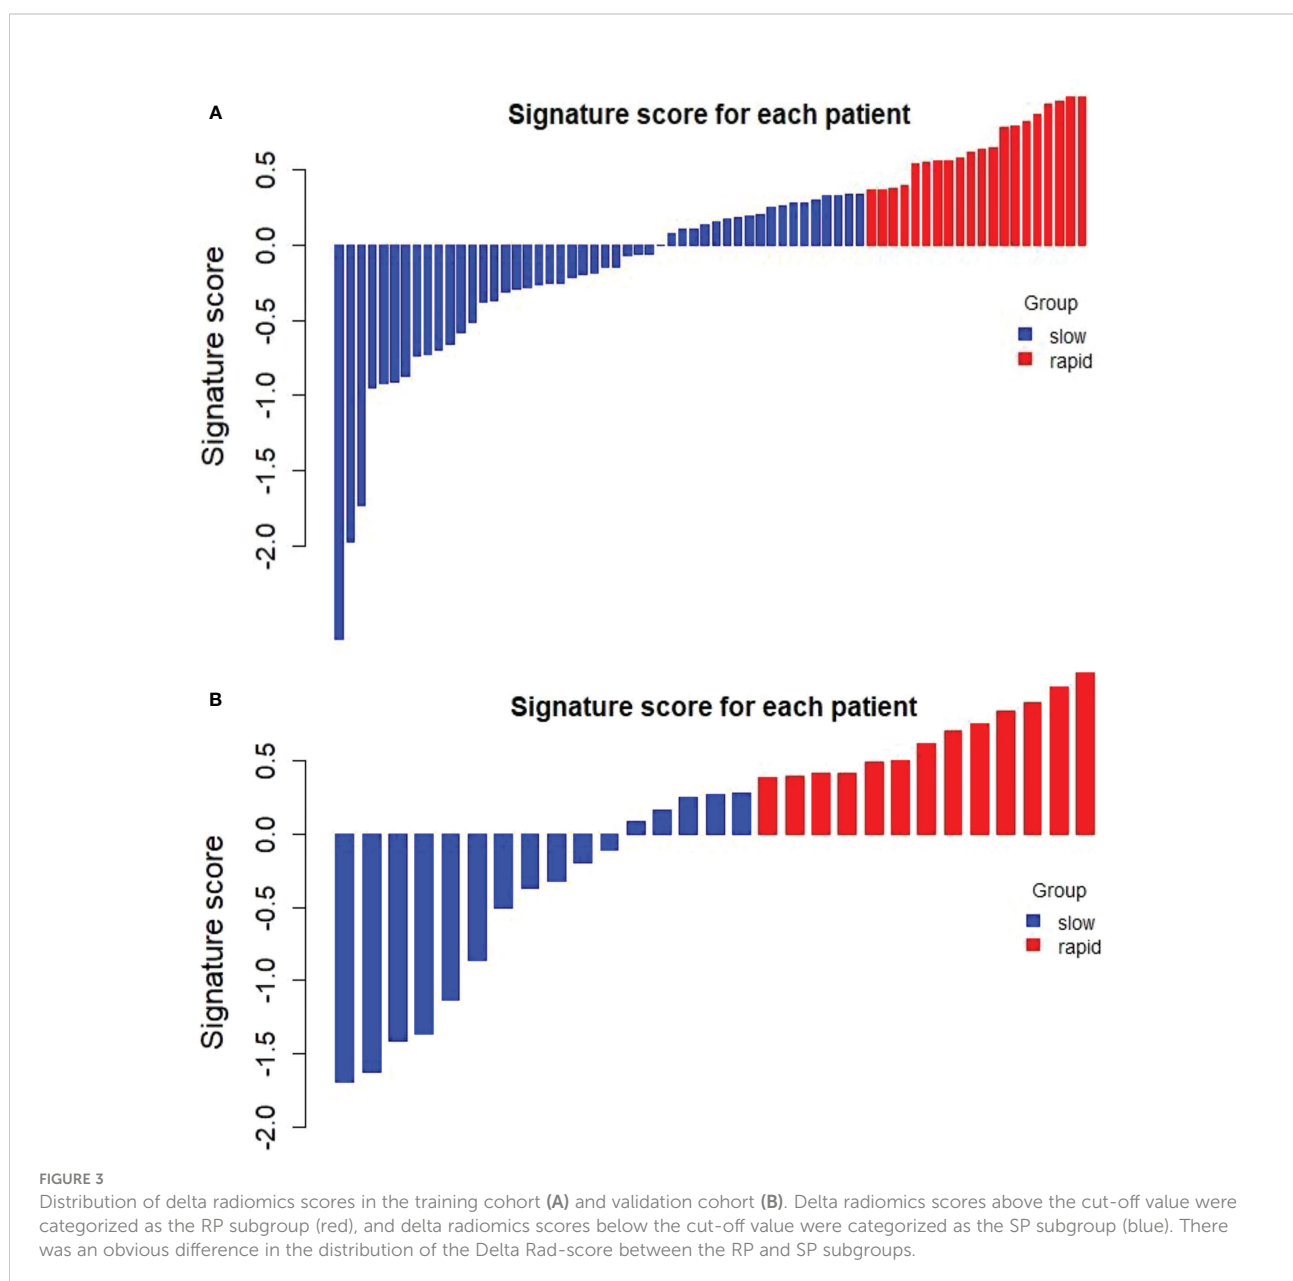 A
Signature score for each patient
0.5
0.0
-0.5
-1.0
-1.5
-2.0
Signature score
Group
slow
rapid
B
Signature score for each patient
0.5
0.0
-0.5
-1.0
-1.5
-2.0
Signature score
Group
slow
rapid
FIGURE 3
Distribution of delta radiomics scores in the training cohort (A) and validation cohort (B). Delta radiomics scores above the cut-off value were
categorized as the RP subgroup (red), and delta radiomics scores below the cut-off value were categorized as the SP subgroup (blue). There
was an obvious difference in the distribution of the Delta Rad-score between the RP and SP subgroups.